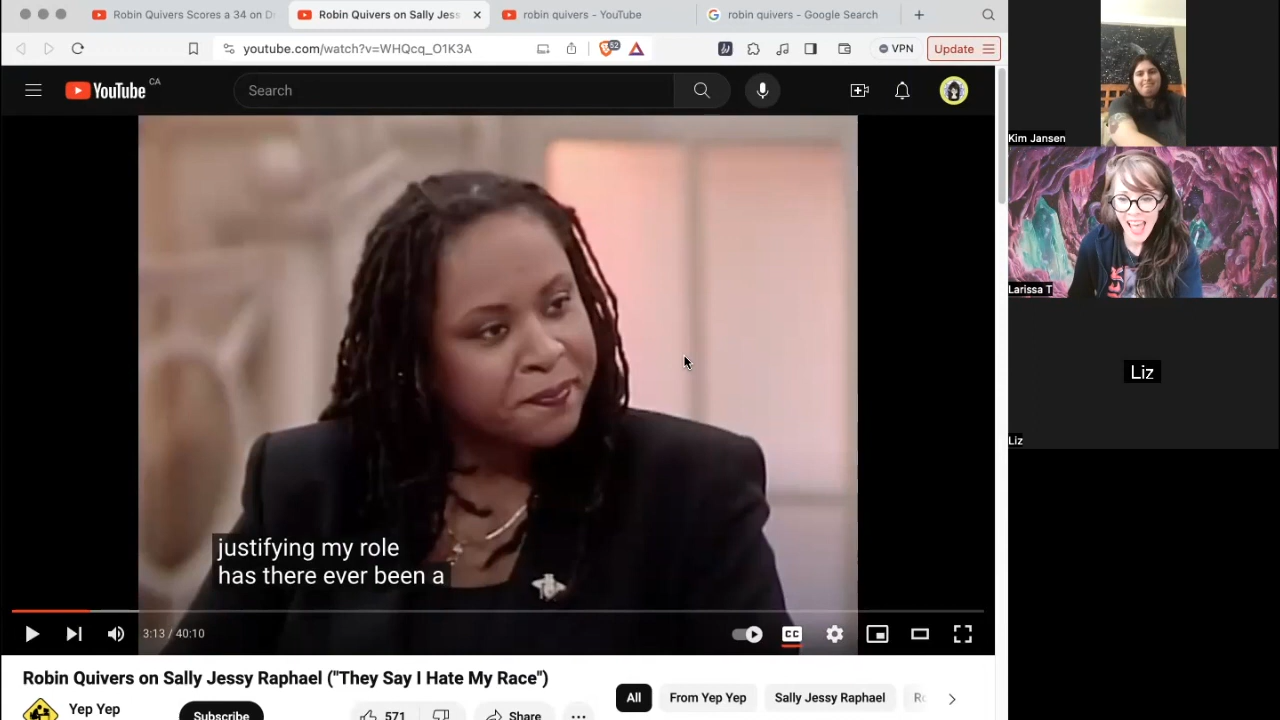 Robin Quivers Scores a 34 on D
Robin Quivers on Sally Jess
robin quivers - YouTube
robin quivers - Google Search
youtube.com/watch?v=WHQcq_O1K3A
52
VPN
Update
YouTube CA
Search
justifying my role
has there ever been a
3:13 / 40:10
CC
Robin Quivers on Sally Jessy Raphael ("They Say I Hate My Race")
Yep Yep
Subscribe
571
Share
All
From Yep Yep
Sally Jessy Raphael
Ro
Kim Jansen
Larissa T
Liz
Liz